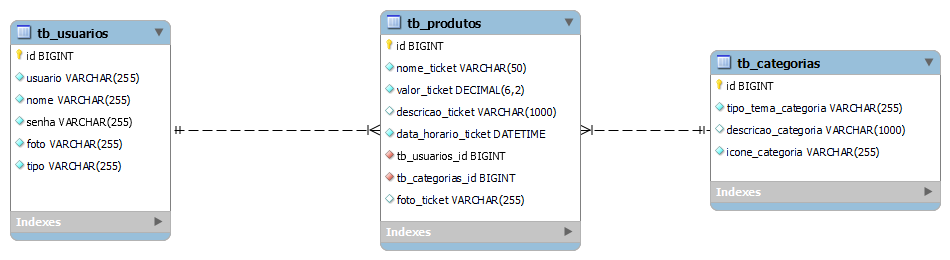 tb_usuarios
id BIGINT
usuario VARCHAR(255)
nome VARCHAR(255)
senha VARCHAR(255)
foto VARCHAR(255)
tipo VARCHAR(255)
Indexes
tb_produtos
id BIGINT
nome_ticket VARCHAR(50)
valor_ticket DECIMAL(6,2)
descricao_ticket VARCHAR(1000)
data_horario_ticket DATETIME
tb_usuarios_id BIGINT
tb_categorias_id BIGINT
foto_ticket VARCHAR(255)
Indexes
tb_categorias
id BIGINT
tipo_tema_categoria VARCHAR(255)
descricao_categoria VARCHAR(1000)
icone_categoria VARCHAR(255)
Indexes